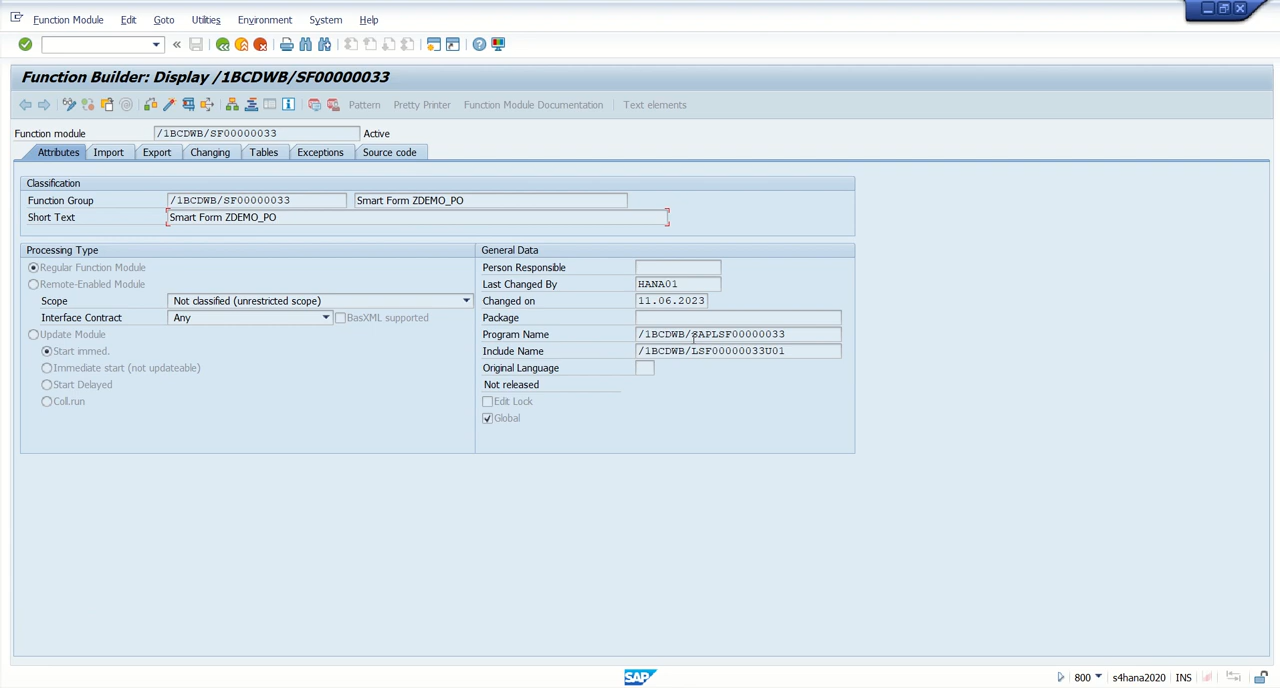 Function Module Edit Goto Utilities Environment System Help
Function Builder: Display /1BCDWB/SF00000033
Pattern Pretty Printer Function Module Documentation Text elements
Function module /1BCDWB/SF00000033 Active
Attributes Import Export Changing Tables Exceptions Source code
Classification
Function Group /1BCDWB/SF00000033 Smart Form ZDEMO_PO
Short Text Smart Form ZDEMO_PO
Processing Type General Data
Regular Function Module Person Responsible
Remote-Enabled Module Last Changed By HANA01
Scope Not classified (unrestricted scope) Changed on 11.06.2023
Interface Contract Any BasXML supported Package
Update Module Program Name /1BCDWB/SAPLSF00000033
Start immed. Include Name /1BCDWB/LSF00000033U01
Immediate start (not updateable) Original Language
Start Delayed Not released
Coll.run Edit Lock
Global
SAP 800 s4hana2020 INS